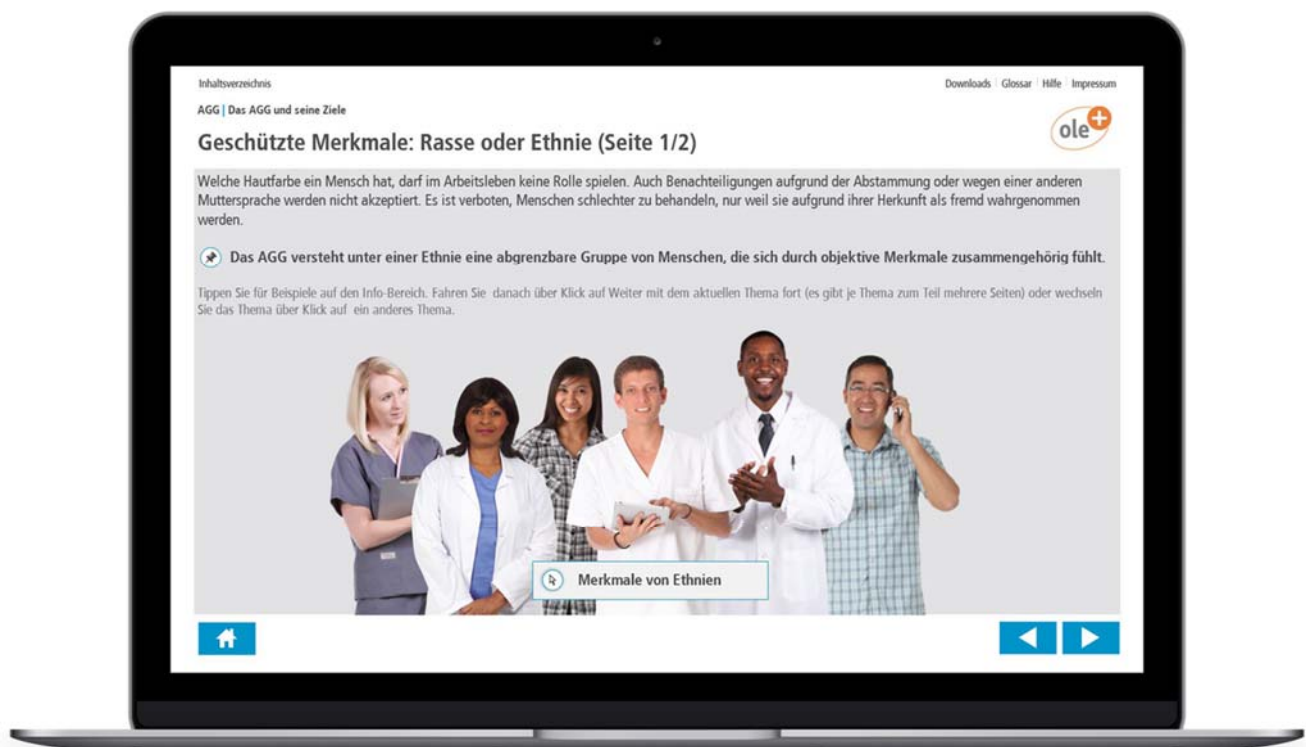 Inhaltsverzeichnis
Downloads | Glossar | Hilfe | Impressum
AGG | Das AGG und seine Ziele
ole+
Geschützte Merkmale: Rasse oder Ethnie (Seite 1/2)
Welche Hautfarbe ein Mensch hat, darf im Arbeitsleben keine Rolle spielen. Auch Benachteiligungen aufgrund der Abstammung oder wegen einer anderen
Muttersprache werden nicht akzeptiert. Es ist verboten, Menschen schlechter zu behandeln, nur weil sie aufgrund ihrer Herkunft als fremd wahrgenommen
werden.
Das AGG versteht unter einer Ethnie eine abgrenzbare Gruppe von Menschen, die sich durch objektive Merkmale zusammengehörig fühlt.
Tippen Sie für Beispiele auf den Info-Bereich. Fahren Sie danach über Klick auf Weiter mit dem aktuellen Thema fort (es gibt je Thema zum Teil mehrere Seiten) oder wechseln
Sie das Thema über Klick auf ein anderes Thema.
Merkmale von Ethnien